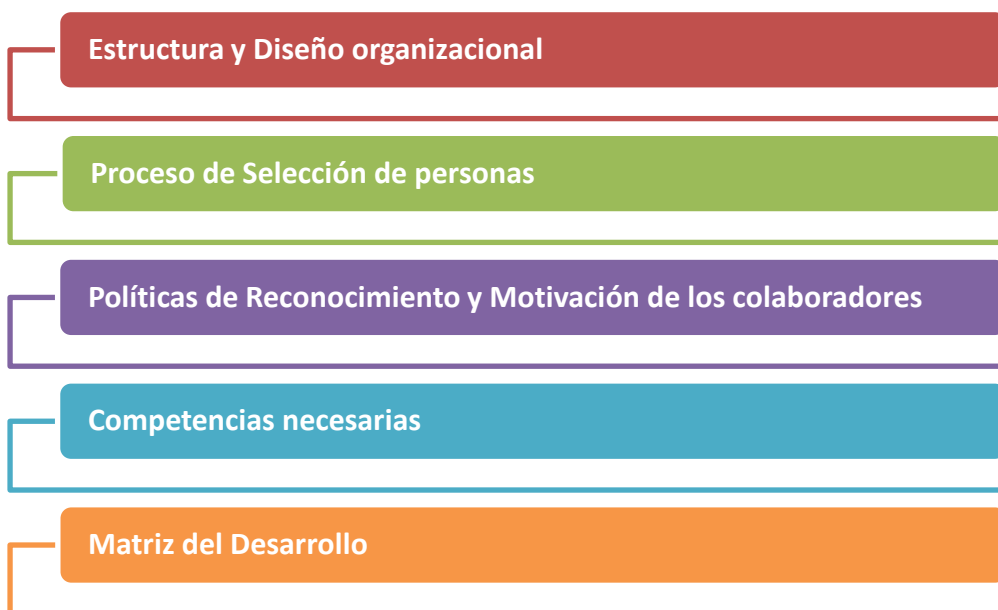 Estructura y Diseño organizacional
Proceso de Selección de personas
Políticas de Reconocimiento y Motivación de los colaboradores
Competencias necesarias
Matriz del Desarrollo